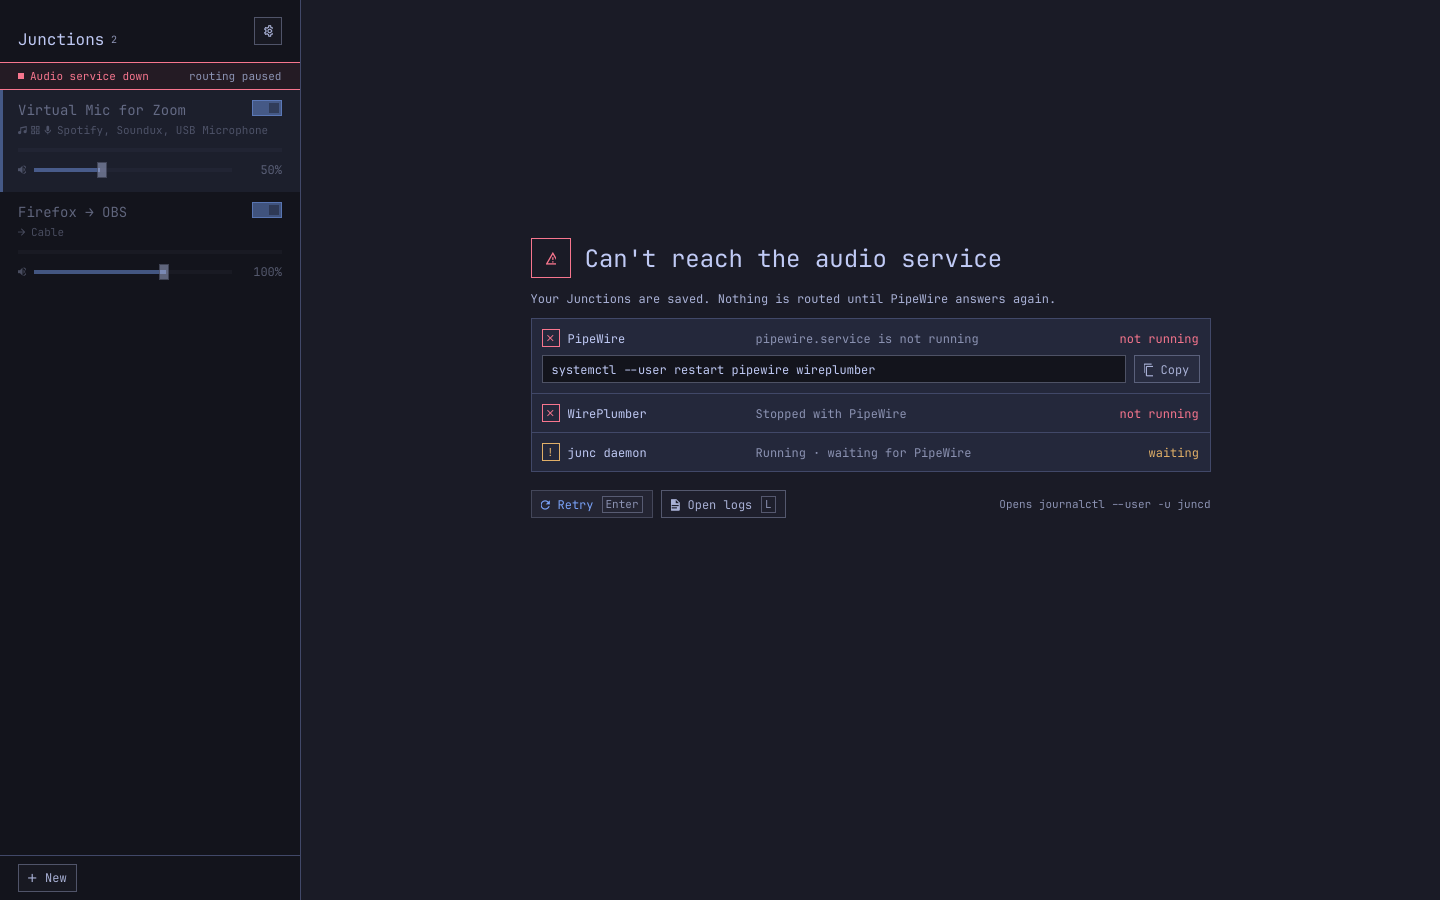 Junctions 2
Audio service down routing paused
Virtual Mic for Zoom
Spotify, Soundux, USB Microphone
50%
Firefox → OBS
→ Cable
100%
+ New
Can't reach the audio service
Your Junctions are saved. Nothing is routed until PipeWire answers again.
PipeWire pipewire.service is not running not running
systemctl --user restart pipewire wireplumber Copy
WirePlumber Stopped with PipeWire not running
! junc daemon Running · waiting for PipeWire waiting
Retry Enter Open logs L Opens journalctl --user -u juncd